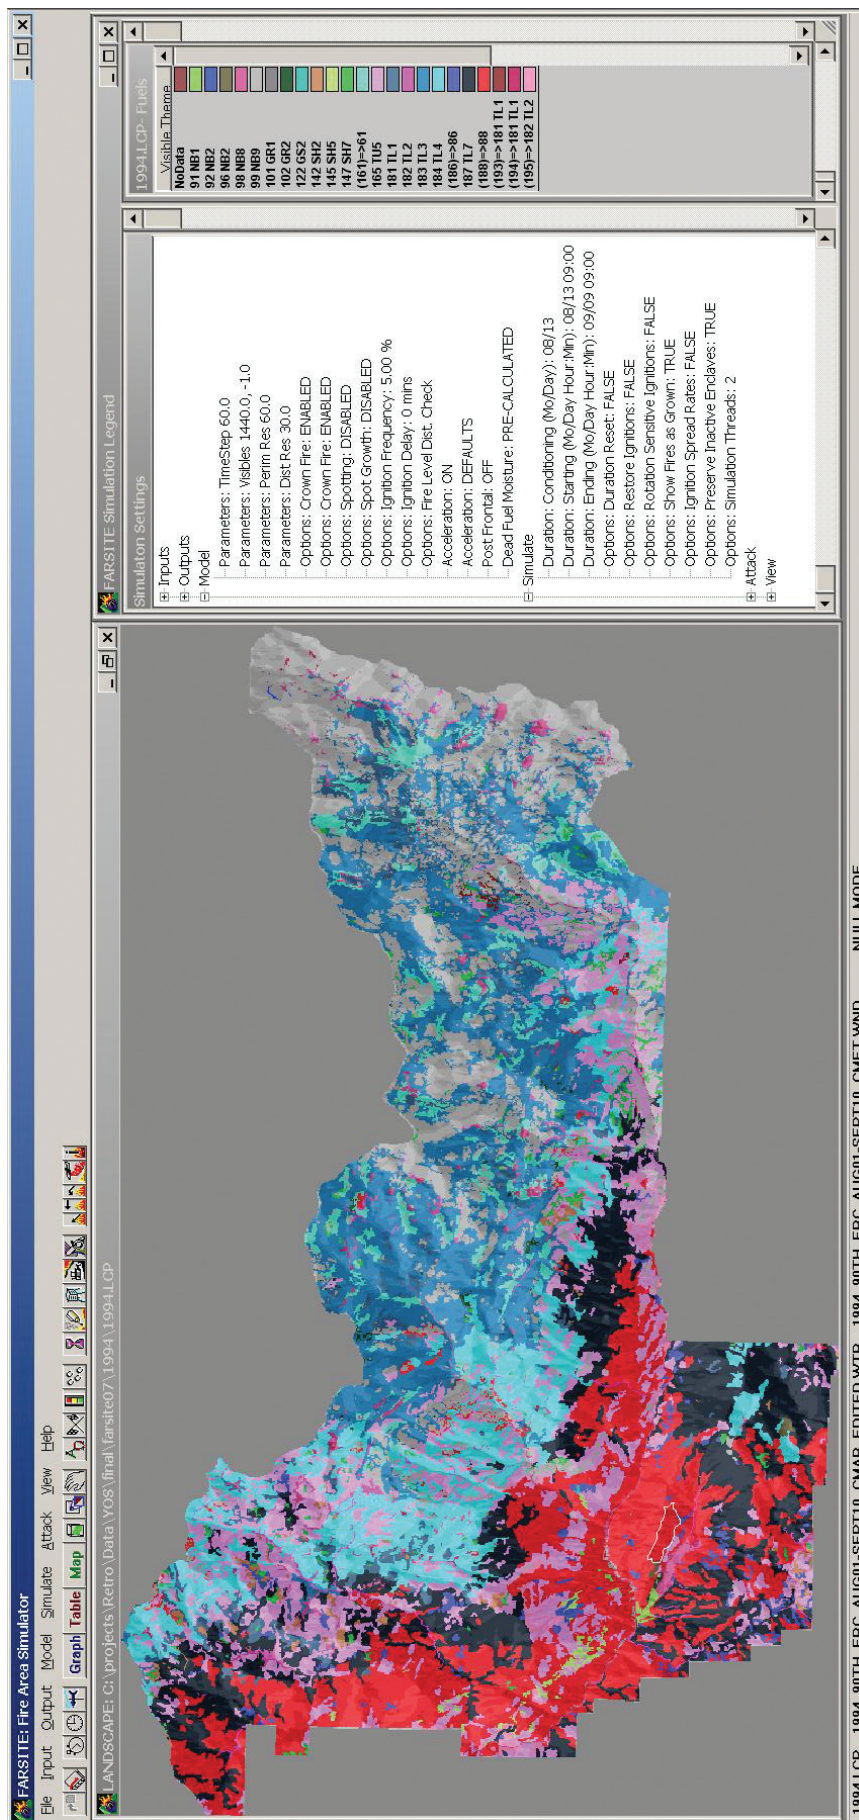 FARSITE: Fire Area Simulator
File Input Output Model Simulate Attack View Help
Graph Table Map
LANDSCAPE: C:\projects\Retro\Data\YOS\final\farsite07\1994\1994.LCP
FARSITE Simulation Legend
Simulaton Settings
Inputs
Outputs
Model
Parameters: TimeStep 60.0
Parameters: Visibles 1440.0, -1.0
Parameters: Perim Res 60.0
Parameters: Dist Res 30.0
Options: Crown Fire: ENABLED
Options: Crown Fire: ENABLED
Options: Spotting: DISABLED
Options: Spot Growth: DISABLED
Options: Ignition Frequency: 5.00 %
Options: Ignition Delay: 0 mins
Options: Fire Level Dist. Check
Acceleration: ON
Acceleration: DEFAULTS
Post Frontal: OFF
Dead Fuel Moisture: PRE-CALCULATED
Simulate
Duration: Conditioning (Mo/Day): 08/13
Duration: Starting (Mo/Day Hour:Min): 08/13 09:00
Duration: Ending (Mo/Day Hour:Min): 09/09 09:00
Options: Duration Reset: FALSE
Options: Restore Ignitions: FALSE
Options: Rotation Sensitive Ignitions: FALSE
Options: Show Fires as Grown: TRUE
Options: Ignition Spread Rates: FALSE
Options: Preserve Inactive Enclaves: TRUE
Options: Simulation Threads: 2
Attack
View
1994.LCP - Fuels
Visible Theme
NoData
91 NB1
92 NB2
96 NB2
98 NB8
99 NB9
101 GR1
102 GR2
122 GS2
142 SH2
145 SH5
147 SH7
(161)=>61
165 TU5
181 TL1
182 TL2
183 TL3
184 TL4
(186)=>86
187 TL7
(188)=>88
(193)=>181 TL1
(194)=>181 TL1
(195)=>182 TL2
1994.LCP 1994_90TH_ERC_AUG01-SEPT10_CMAR_EDITED.WTR 1994_90TH_ERC_AUG01-SEPT10_CMET.WND NULL MODE